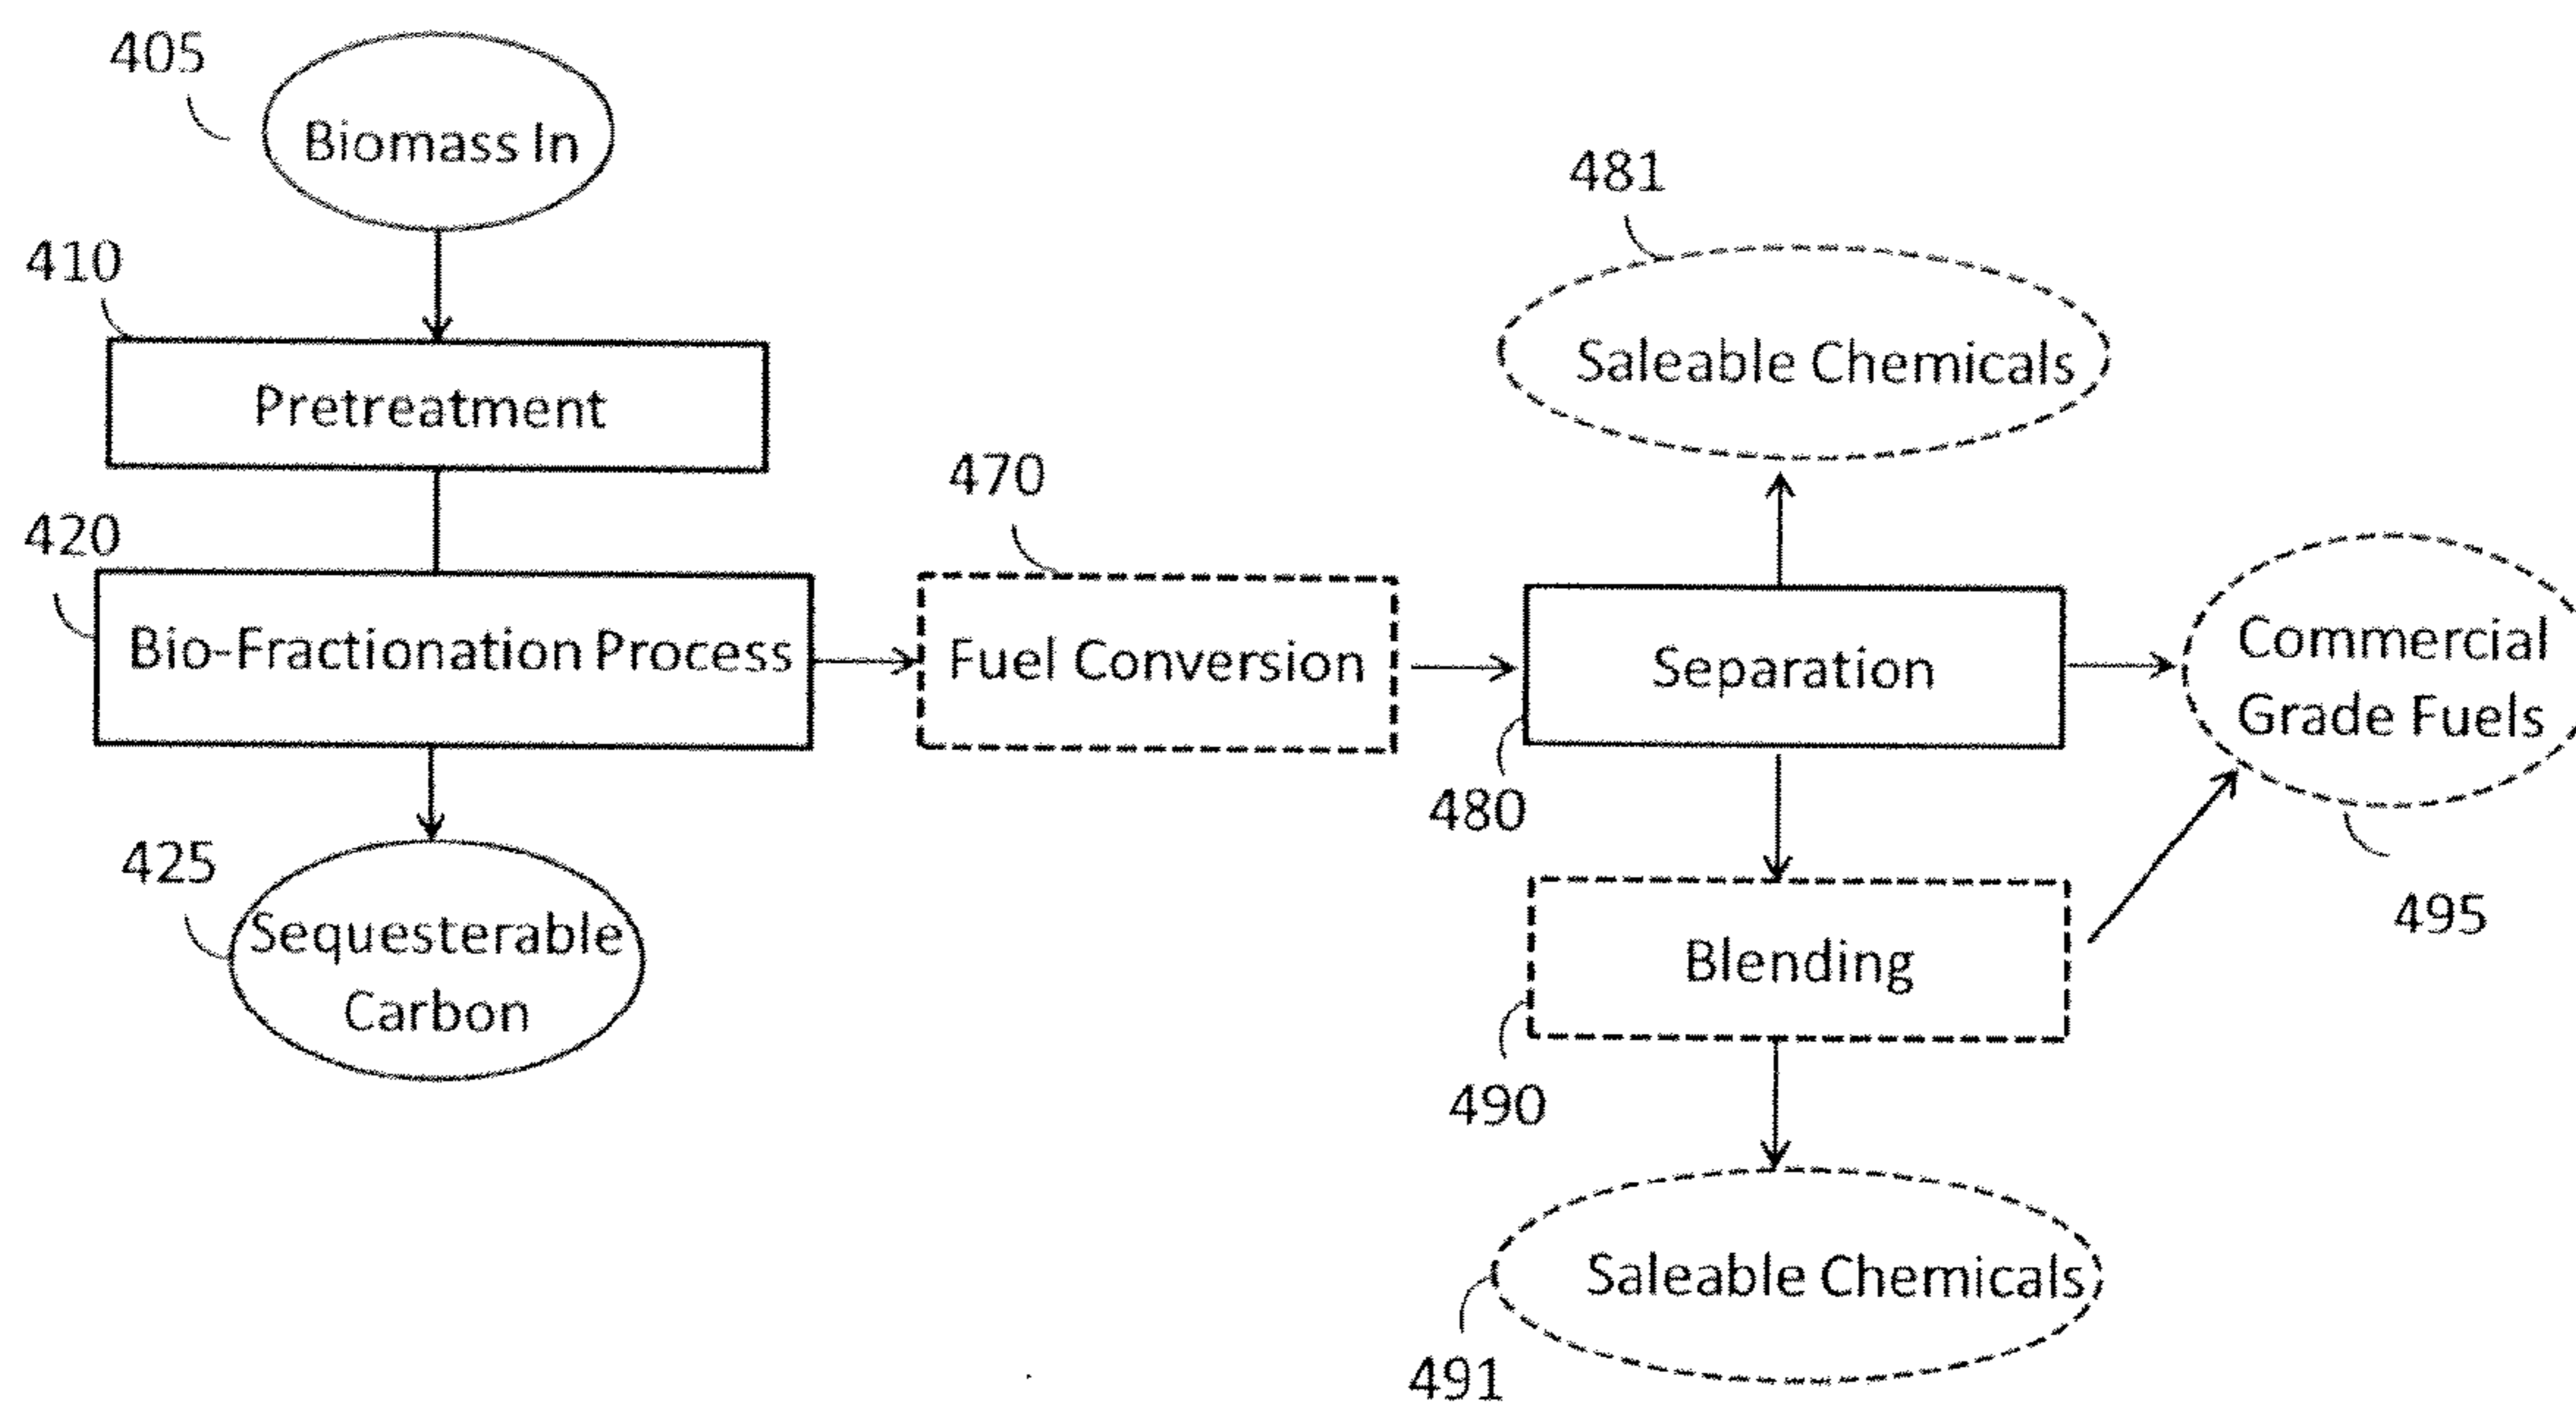 405
Biomass In
410
Pretreatment
420
Bio-Fractionation Process
425
Sequesterable
Carbon
470
Fuel Conversion
481
Saleable Chemicals
Separation
480
Commercial
Grade Fuels
495
Blending
490
Saleable Chemicals
491